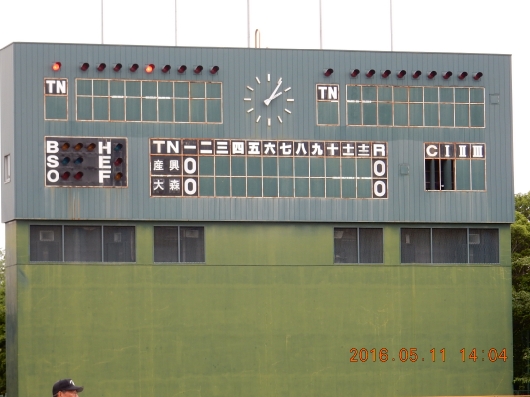 TN
TN
B H
S E
O F
TN 一 二 三 四 五 六 七 八 九 十 十一 十二 R
産興 0 0
大森 0 0
C Ⅰ Ⅱ Ⅲ
2018.05.11 14:04